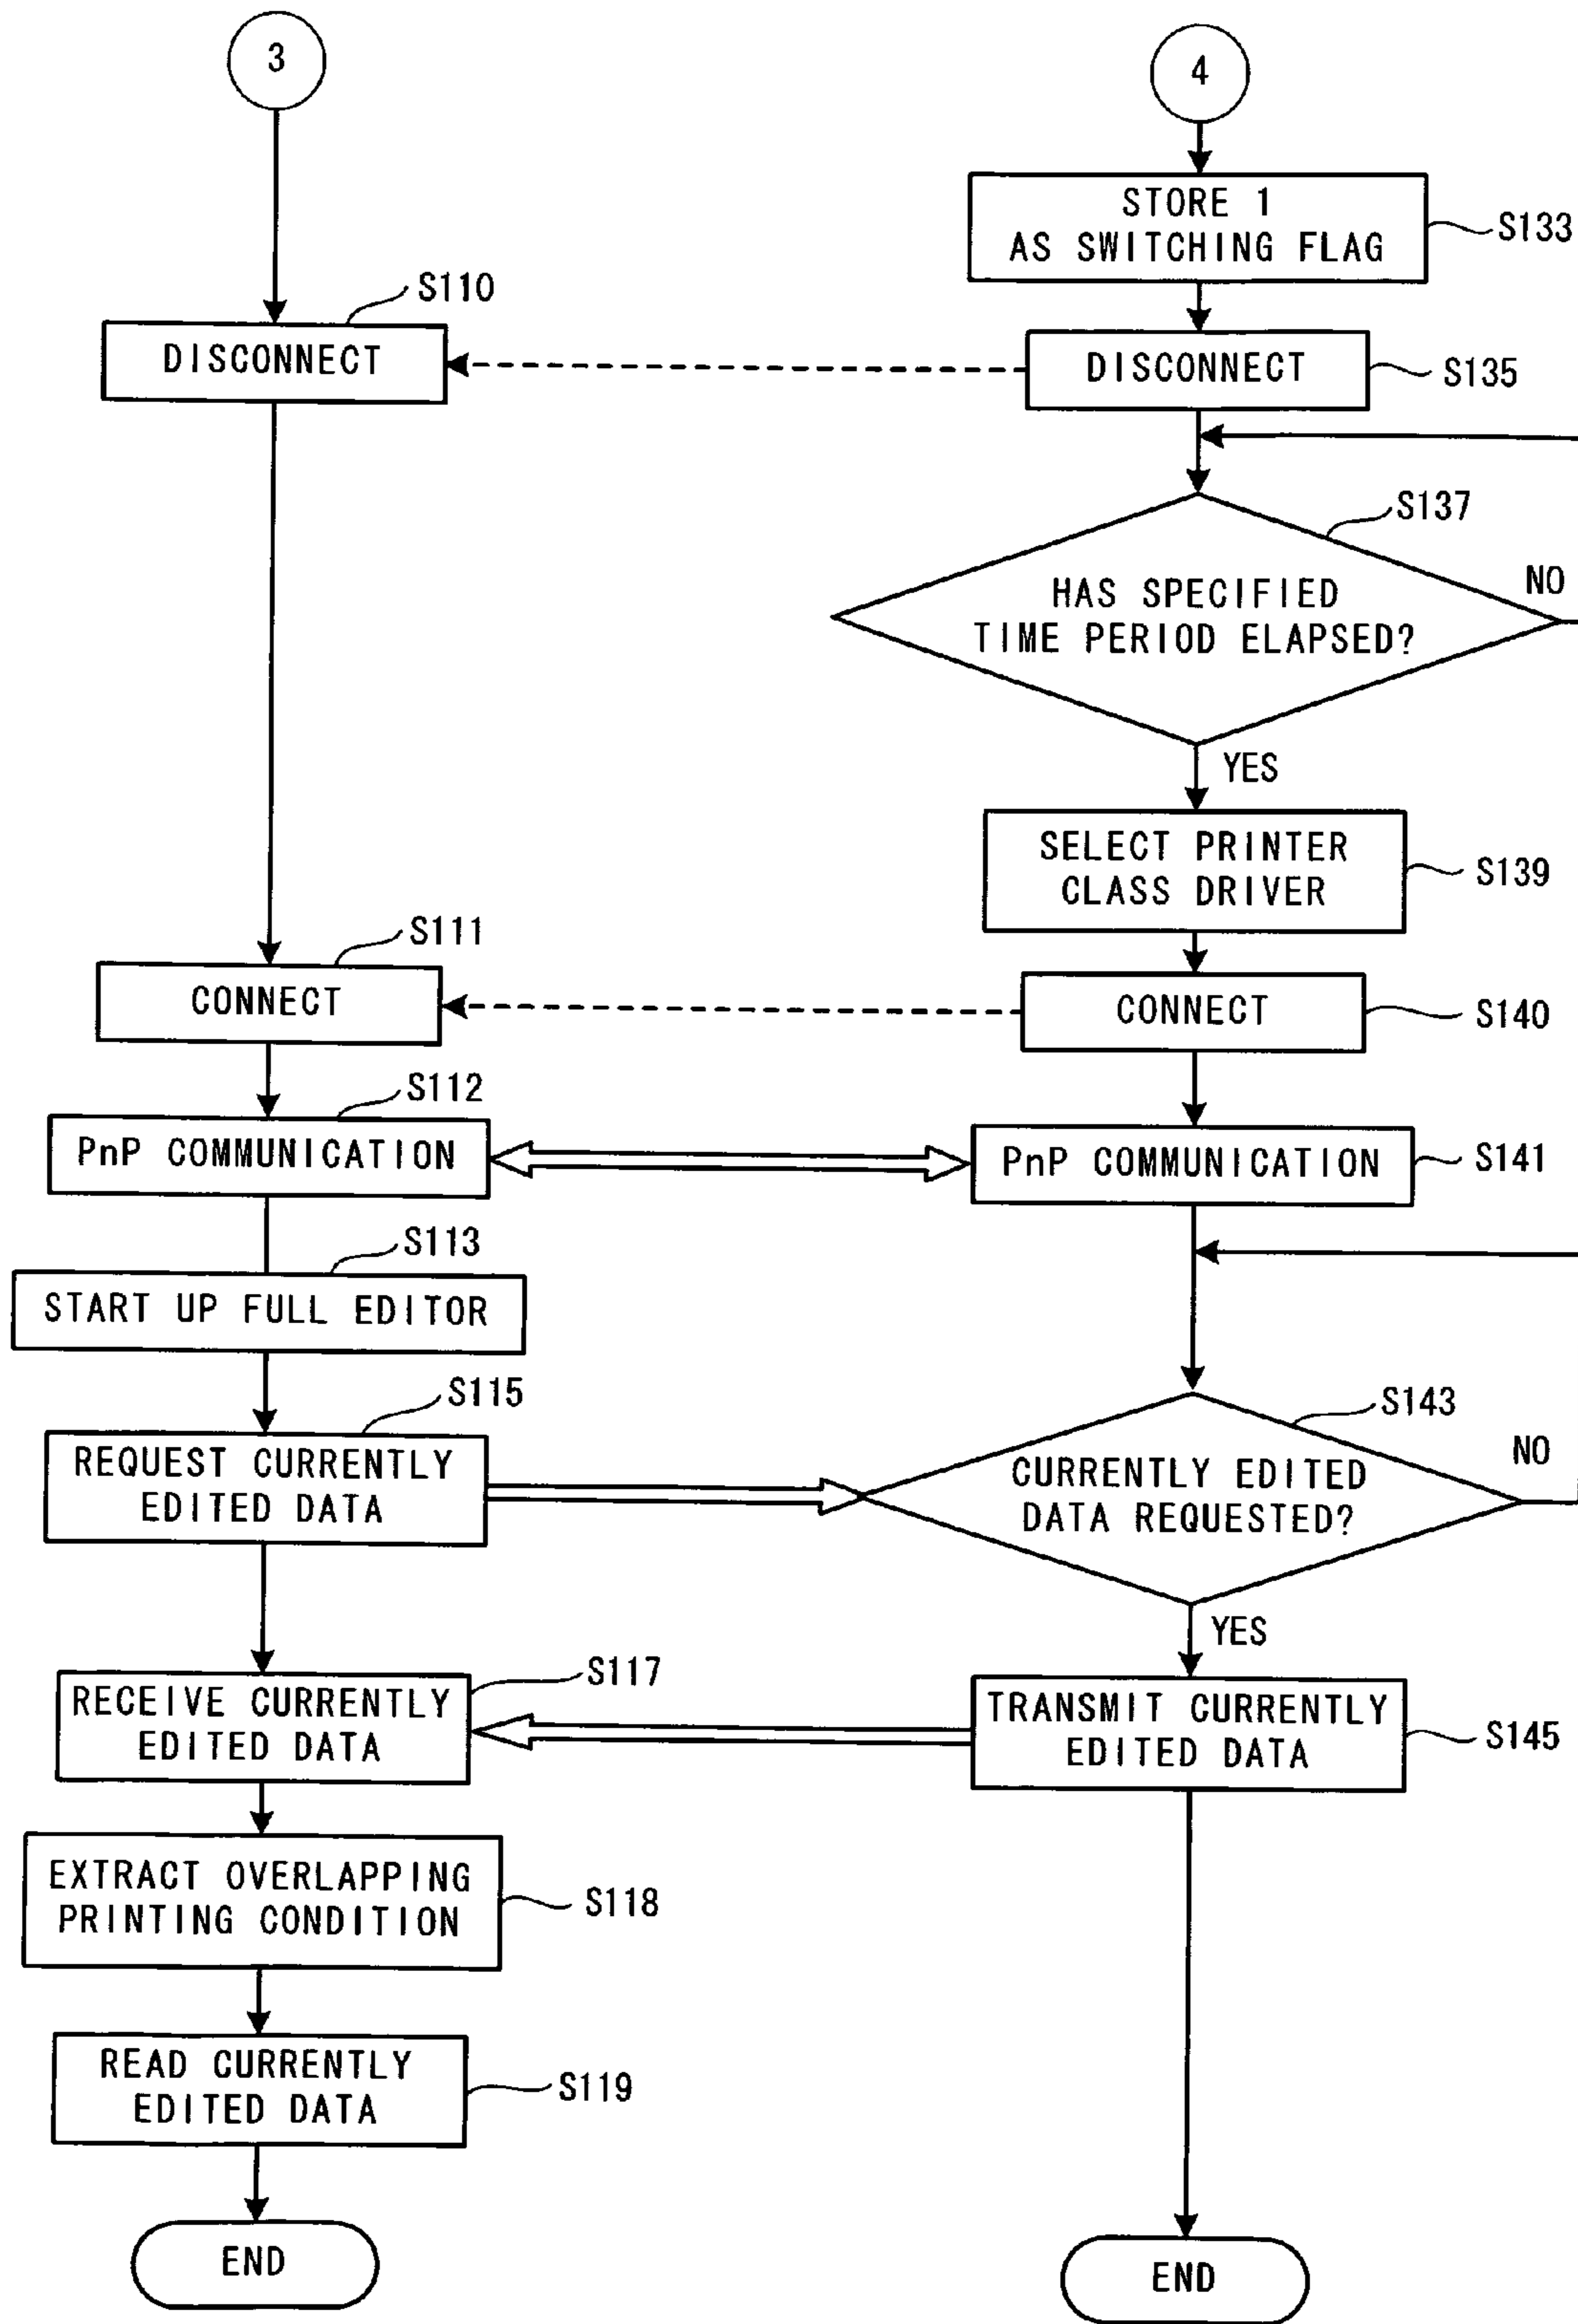 3
DISCONNECT
S110
CONNECT
S111
PnP COMMUNICATION
S112
START UP FULL EDITOR
S113
REQUEST CURRENTLY
EDITED DATA
S115
RECEIVE CURRENTLY
EDITED DATA
S117
EXTRACT OVERLAPPING
PRINTING CONDITION
S118
READ CURRENTLY
EDITED DATA
S119
END
4
STORE 1
AS SWITCHING FLAG
S133
DISCONNECT
S135
HAS SPECIFIED
TIME PERIOD ELAPSED?
S137
NO
YES
SELECT PRINTER
CLASS DRIVER
S139
CONNECT
S140
PnP COMMUNICATION
S141
CURRENTLY EDITED
DATA REQUESTED?
S143
NO
YES
TRANSMIT CURRENTLY
EDITED DATA
S145
END